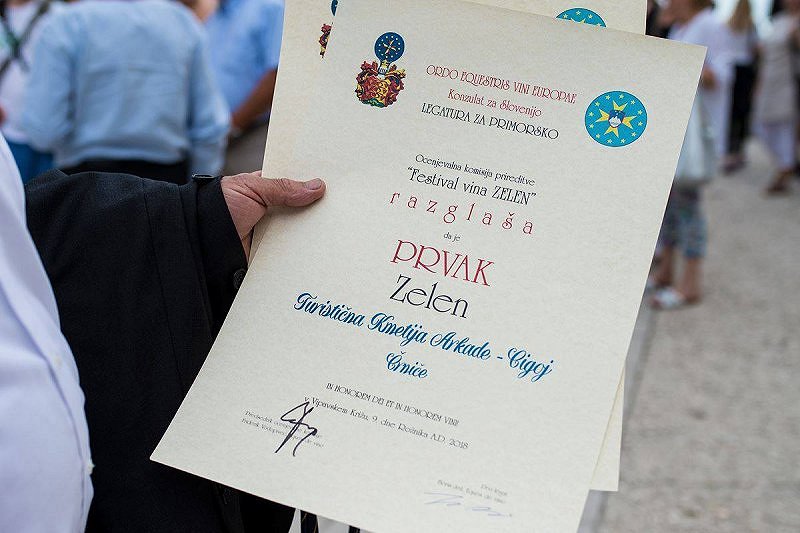 ORDO EQUESTRIS VINI EUROPAE
Konzulat za Slovenijo
LEGATURA ZA PRIMORSKO
Ocenjevalna komisija prireditve
"Festival vina ZELEN"
razglaša
da je
PRVAK
Zelen
Turistična Kmetija Arkade - Cigoj
Črniče
IN HONOREM DEI ET IN HONOREM VINI!
v Vipavskem Križu, 9. dne Rožnika A.D. 2018
Predsednik